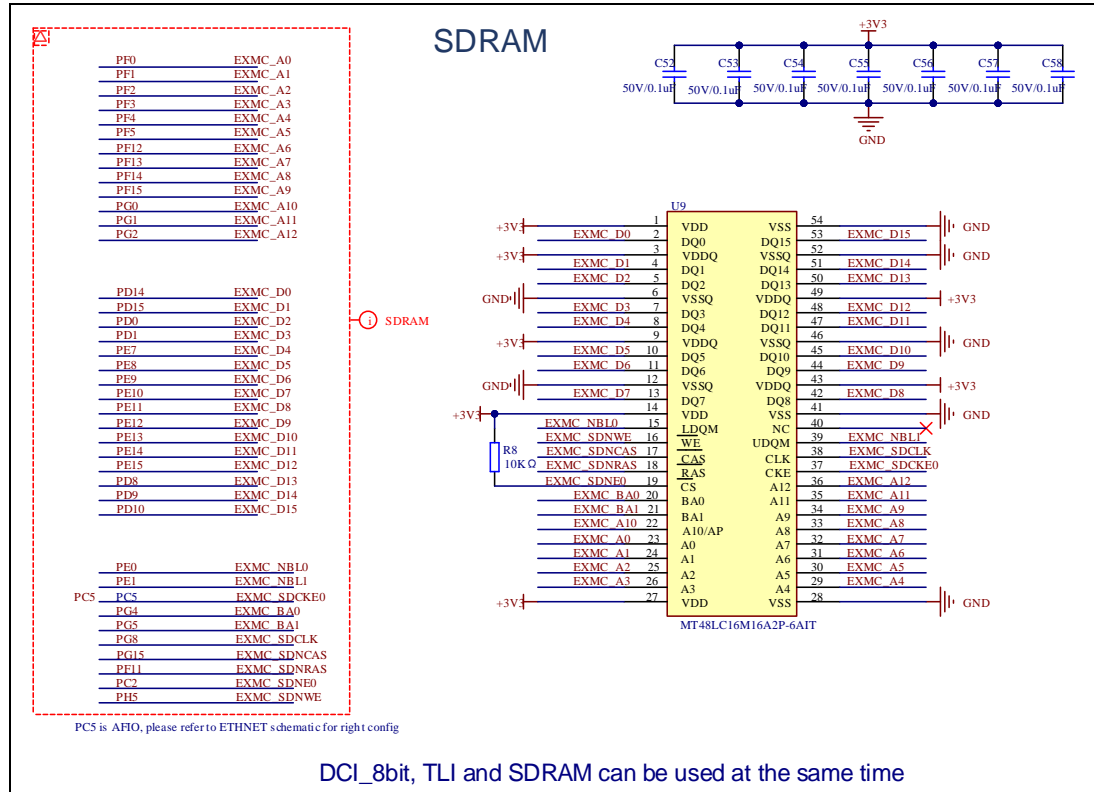 SDRAM
+3V3
C52 C53 C54 C55 C56 C57 C58
50V/0.1uF 50V/0.1uF 50V/0.1uF 50V/0.1uF 50V/0.1uF 50V/0.1uF 50V/0.1uF
GND
PF0 EXMC_A0
PF1 EXMC_A1
PF2 EXMC_A2
PF3 EXMC_A3
PF4 EXMC_A4
PF5 EXMC_A5
PF12 EXMC_A6
PF13 EXMC_A7
PF14 EXMC_A8
PF15 EXMC_A9
PG0 EXMC_A10
PG1 EXMC_A11
PG2 EXMC_A12
PD14 EXMC_D0
PD15 EXMC_D1
PD0 EXMC_D2
PD1 EXMC_D3
PE7 EXMC_D4
PE8 EXMC_D5
PE9 EXMC_D6
PE10 EXMC_D7
PE11 EXMC_D8
PE12 EXMC_D9
PE13 EXMC_D10
PE14 EXMC_D11
PE15 EXMC_D12
PD8 EXMC_D13
PD9 EXMC_D14
PD10 EXMC_D15
i SDRAM
PE0 EXMC_NBL0
PE1 EXMC_NBL1
PC5 PC5 EXMC_SDCKE0
PG4 EXMC_BA0
PG5 EXMC_BA1
PG8 EXMC_SDCLK
PG15 EXMC_SDNCAS
PF11 EXMC_SDNRAS
PC2 EXMC_SDNE0
PH5 EXMC_SDNWE
PC5 is AFIO, please refer to ETHNET schematic for right config
U9
+3V3 1 VDD VSS 54 GND
EXMC_D0 2 DQ0 DQ15 53 EXMC_D15
+3V3 3 VDDQ VSSQ 52 GND
EXMC_D1 4 DQ1 DQ14 51 EXMC_D14
EXMC_D2 5 DQ2 DQ13 50 EXMC_D13
GND 6 VSSQ VDDQ 49 +3V3
EXMC_D3 7 DQ3 DQ12 48 EXMC_D12
EXMC_D4 8 DQ4 DQ11 47 EXMC_D11
+3V3 9 VDDQ VSSQ 46 GND
EXMC_D5 10 DQ5 DQ10 45 EXMC_D10
EXMC_D6 11 DQ6 DQ9 44 EXMC_D9
GND 12 VSSQ VDDQ 43 +3V3
EXMC_D7 13 DQ7 DQ8 42 EXMC_D8
+3V3 14 VDD VSS 41 GND
EXMC_NBL0 15 LDQM NC 40
EXMC_SDNWE 16 WE UDQM 39 EXMC_NBL1
R8
10KΩ
EXMC_SDNCAS 17 CAS CLK 38 EXMC_SDCLK
EXMC_SDNRAS 18 RAS CKE 37 EXMC_SDCKE0
EXMC_SDNE0 19 CS A12 36 EXMC_A12
EXMC_BA0 20 BA0 A11 35 EXMC_A11
EXMC_BA1 21 BA1 A9 34 EXMC_A9
EXMC_A10 22 A10/AP A8 33 EXMC_A8
EXMC_A0 23 A0 A7 32 EXMC_A7
EXMC_A1 24 A1 A6 31 EXMC_A6
EXMC_A2 25 A2 A5 30 EXMC_A5
EXMC_A3 26 A3 A4 29 EXMC_A4
+3V3 27 VDD VSS 28 GND
MT48LC16M16A2P-6AIT
DCI_8bit, TLI and SDRAM can be used at the same time